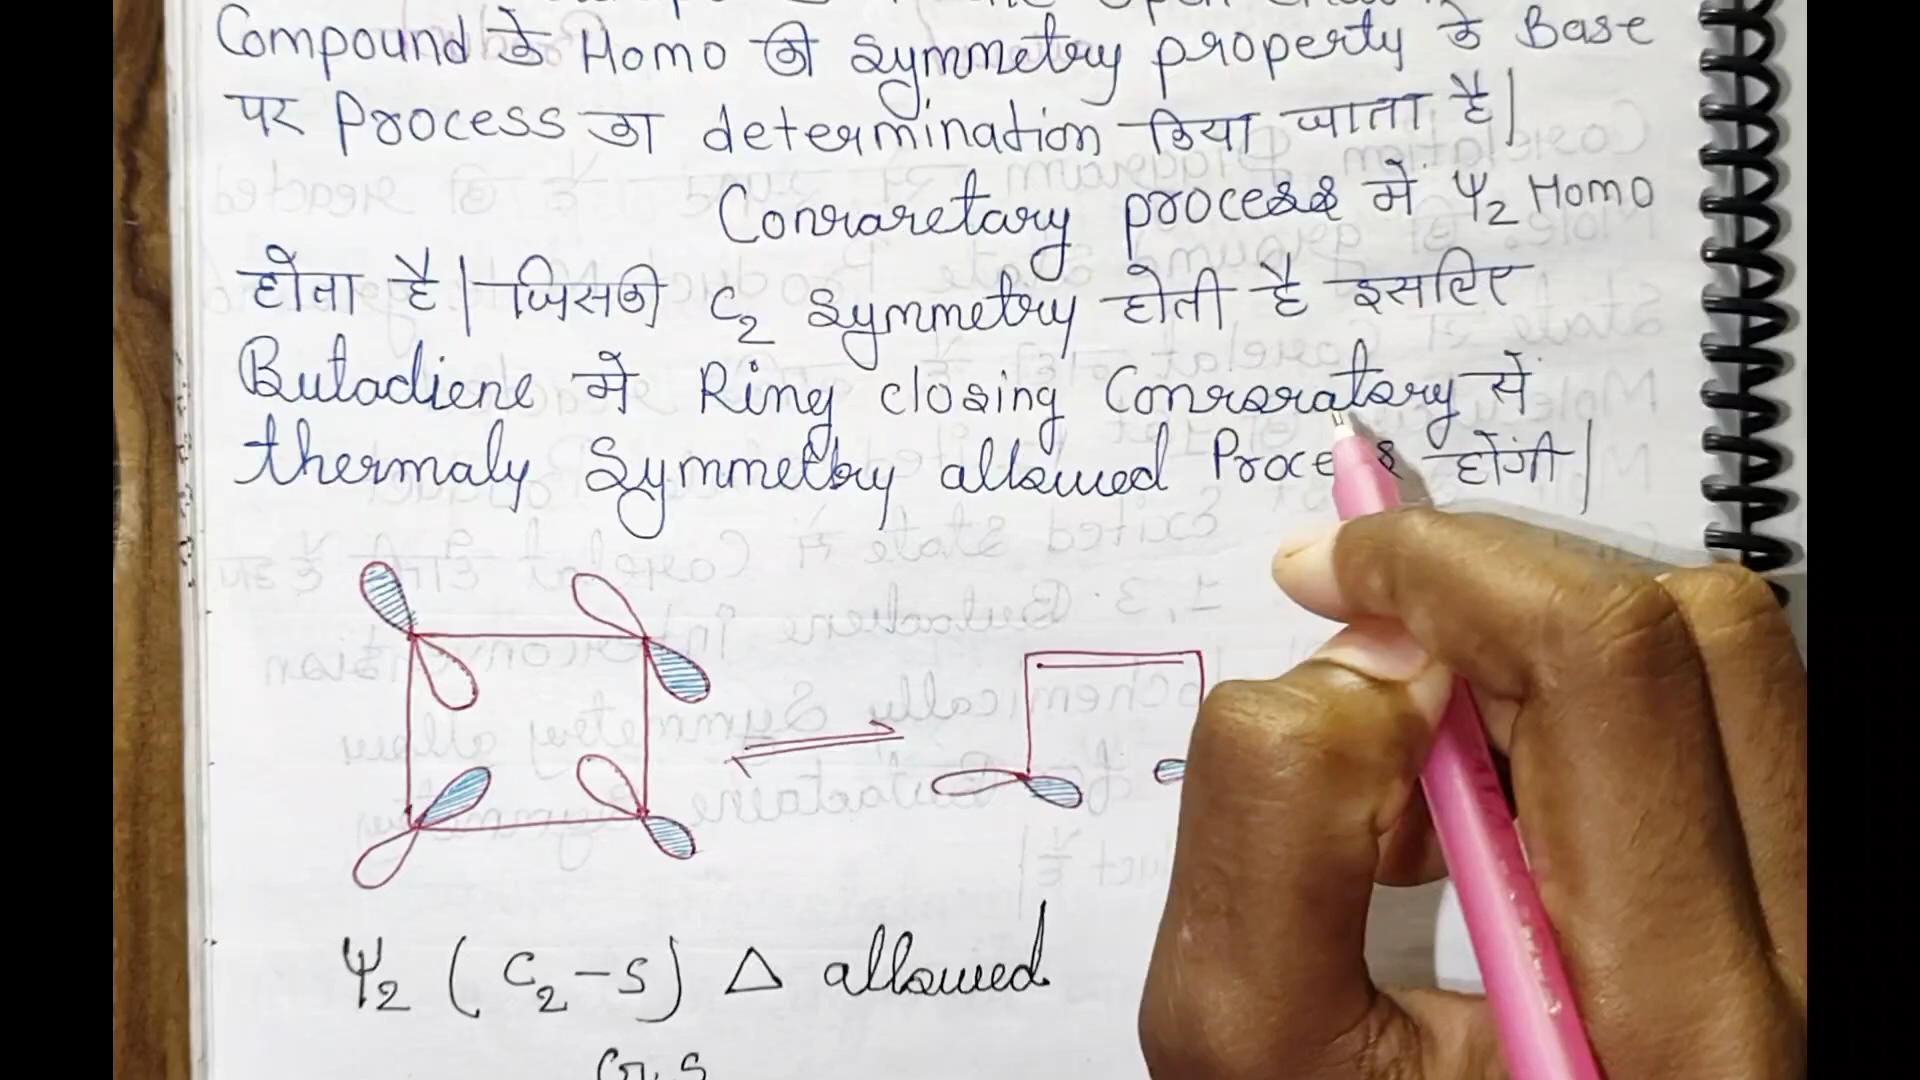 Compound के Homo की symmetry property के Base
पर Process का determination किया जाता है|
Conraretary process में Ψ2 Homo
होता है| जिसकी C2 symmetry होती है इसलिए
Butadiene में Ring closing Conroratory से
thermaly Symmetry allowed Process होंगी|
Ψ2 (C2-S) Δ allowed